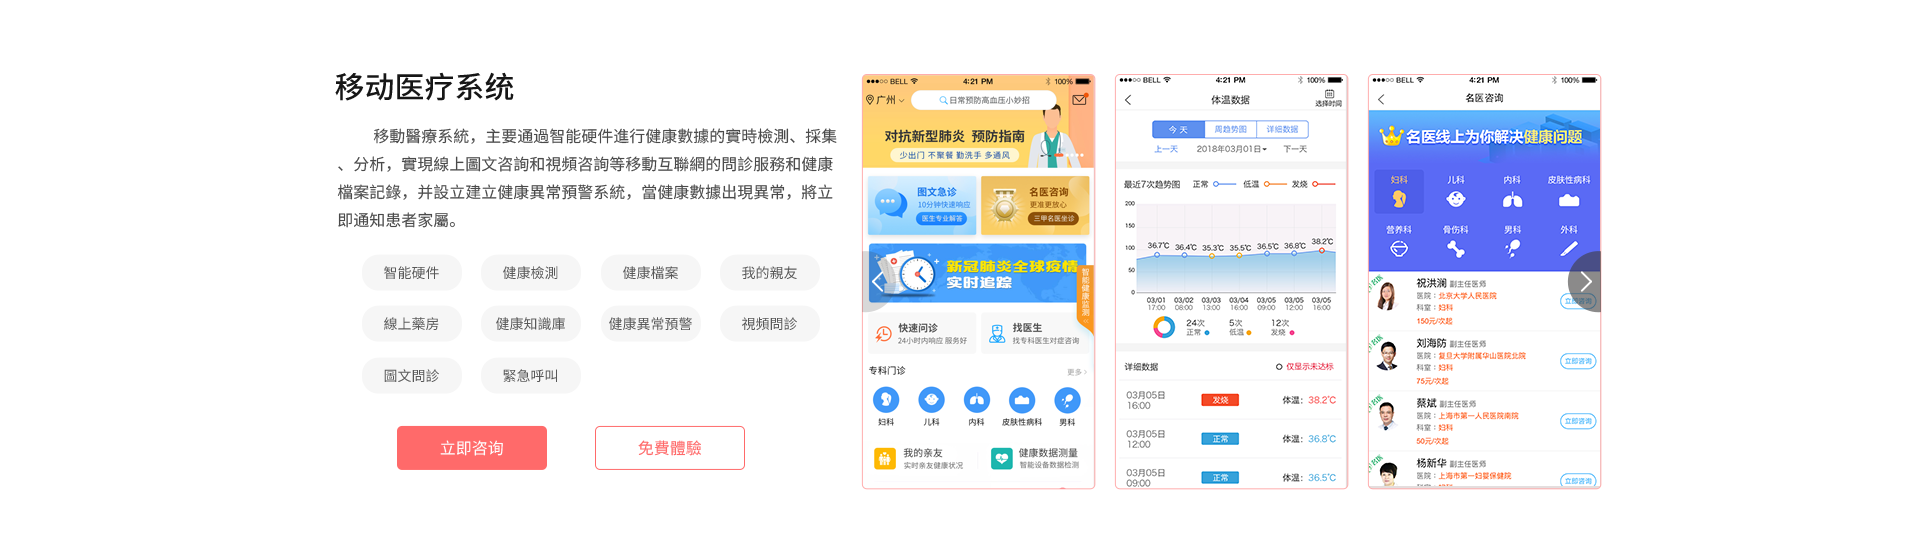 移动医疗系统
移動醫療系統，主要通過智能硬件進行健康數據的實時檢測、採集
、分析，實現線上圖文咨詢和視頻咨詢等移動互聯網的問診服務和健康
檔案記錄，并設立建立健康異常預警系統，當健康數據出現異常，將立
即通知患者家屬。
智能硬件 健康檢測 健康檔案 我的親友
線上藥房 健康知識庫 健康異常預警 視頻問診
圖文問診 緊急呼叫
立即咨询 免費體驗
BELL 4:21 PM 100%
广州 日常预防高血压小妙招
对抗新型肺炎 预防指南
少出门 不聚餐 勤洗手 多通风
图文急诊
10分钟快速响应
医生专业解答
名医咨询
更准更放心
三甲名医坐诊
新冠肺炎全球疫情
实时追踪
智能健康监测
快速问诊
24小时内响应 服务好
找医生
找专科医生对症咨询
专科门诊 更多
妇科 儿科 内科 皮肤性病科 男科
我的亲友
实时亲友健康状况
健康数据测量
智能设备数据检测
BELL 4:21 PM 100%
体温数据 选择时间
今天 周趋势图 详细数据
上一天 2018年03月01日 下一天
最近7次趋势图 正常 低温 发烧
200
150
100
50
0
36.7℃ 36.4℃ 35.3℃ 35.5℃ 36.5℃ 36.8℃ 38.2℃
03/01 03/02 03/03 03/04 03/05 03/05 03/05
17:00 08:00 13:00 16:00 09:00 12:00 16:00
24次 5次 12次
正常 低温 发烧
详细数据 仅显示未达标
03月05日
16:00
发烧 体温：38.2℃
03月05日
12:00
正常 体温：36.8℃
03月05日
09:00
正常 体温：36.5℃
BELL 4:21 PM 100%
名医咨询
名医线上为你解决健康问题
妇科 儿科 内科 皮肤性病科
营养科 骨伤科 男科 外科
祝洪澜 副主任医师
医院：北京大学人民医院
科室：妇科
150元/次起
立即咨询
刘海防 副主任医师
医院：复旦大学附属华山医院北院
科室：妇科
75元/次起
立即咨询
蔡斌 副主任医师
医院：上海市第一人民医院南院
科室：妇科
50元/次起
立即咨询
杨新华 副主任医师
医院：上海市第一妇婴保健院
立即咨询